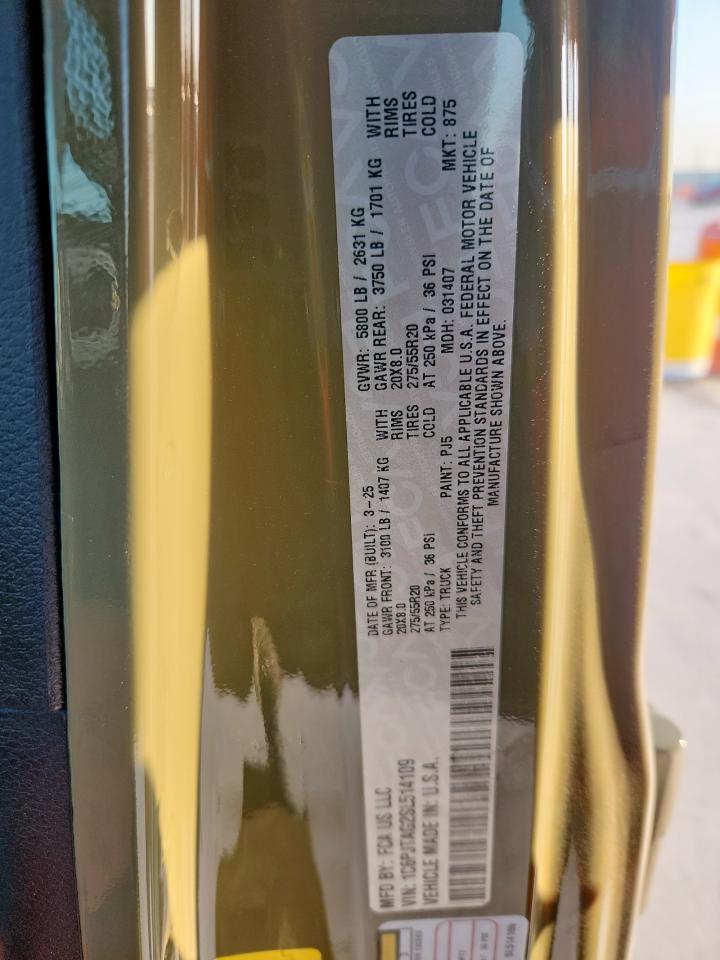 MFD BY: FCA US LLC
DATE OF MFR (BUILT): 3-25 GVWR: 5800 LB / 2631 KG
VIN: 1C6PJTAG2SL514109
GAWR FRONT: 3100 LB / 1407 KG WITH GAWR REAR: 3750 LB / 1701 KG WITH
VEHICLE MADE IN: U.S.A.
20X8.0 RIMS 20X8.0 RIMS
275/55R20 TIRES 275/55R20 TIRES
AT 250 kPa / 36 PSI COLD AT 250 kPa / 36 PSI COLD
TYPE: TRUCK PAINT: PJ5 MDH: 031407 MKT: 875
THIS VEHICLE CONFORMS TO ALL APPLICABLE U.S.A. FEDERAL MOTOR VEHICLE
SAFETY AND THEFT PREVENTION STANDARDS IN EFFECT ON THE DATE OF
MANUFACTURE SHOWN ABOVE.